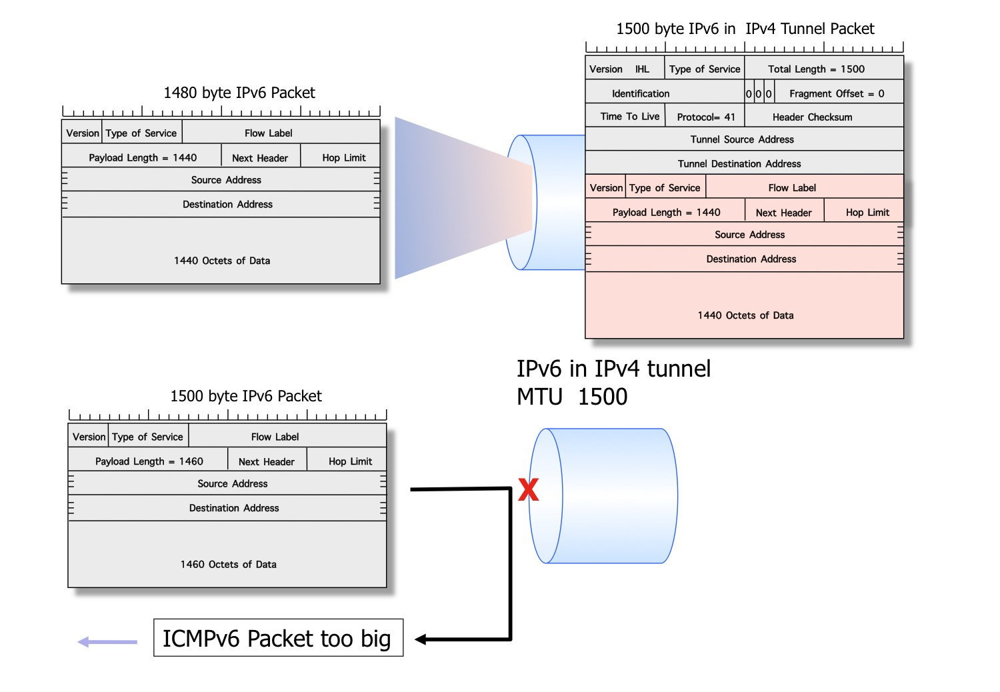 1500 byte IPv6 in IPv4 Tunnel Packet
Version IHL Type of Service Total Length = 1500
Identification 0 0 0 Fragment Offset = 0
Time To Live Protocol= 41 Header Checksum
Tunnel Source Address
Tunnel Destination Address
Version Type of Service Flow Label
Payload Length = 1440 Next Header Hop Limit
Source Address
Destination Address
1440 Octets of Data
1480 byte IPv6 Packet
Version Type of Service Flow Label
Payload Length = 1440 Next Header Hop Limit
Source Address
Destination Address
1440 Octets of Data
IPv6 in IPv4 tunnel
MTU 1500
1500 byte IPv6 Packet
Version Type of Service Flow Label
Payload Length = 1460 Next Header Hop Limit
Source Address
Destination Address
1460 Octets of Data
X
ICMPv6 Packet too big